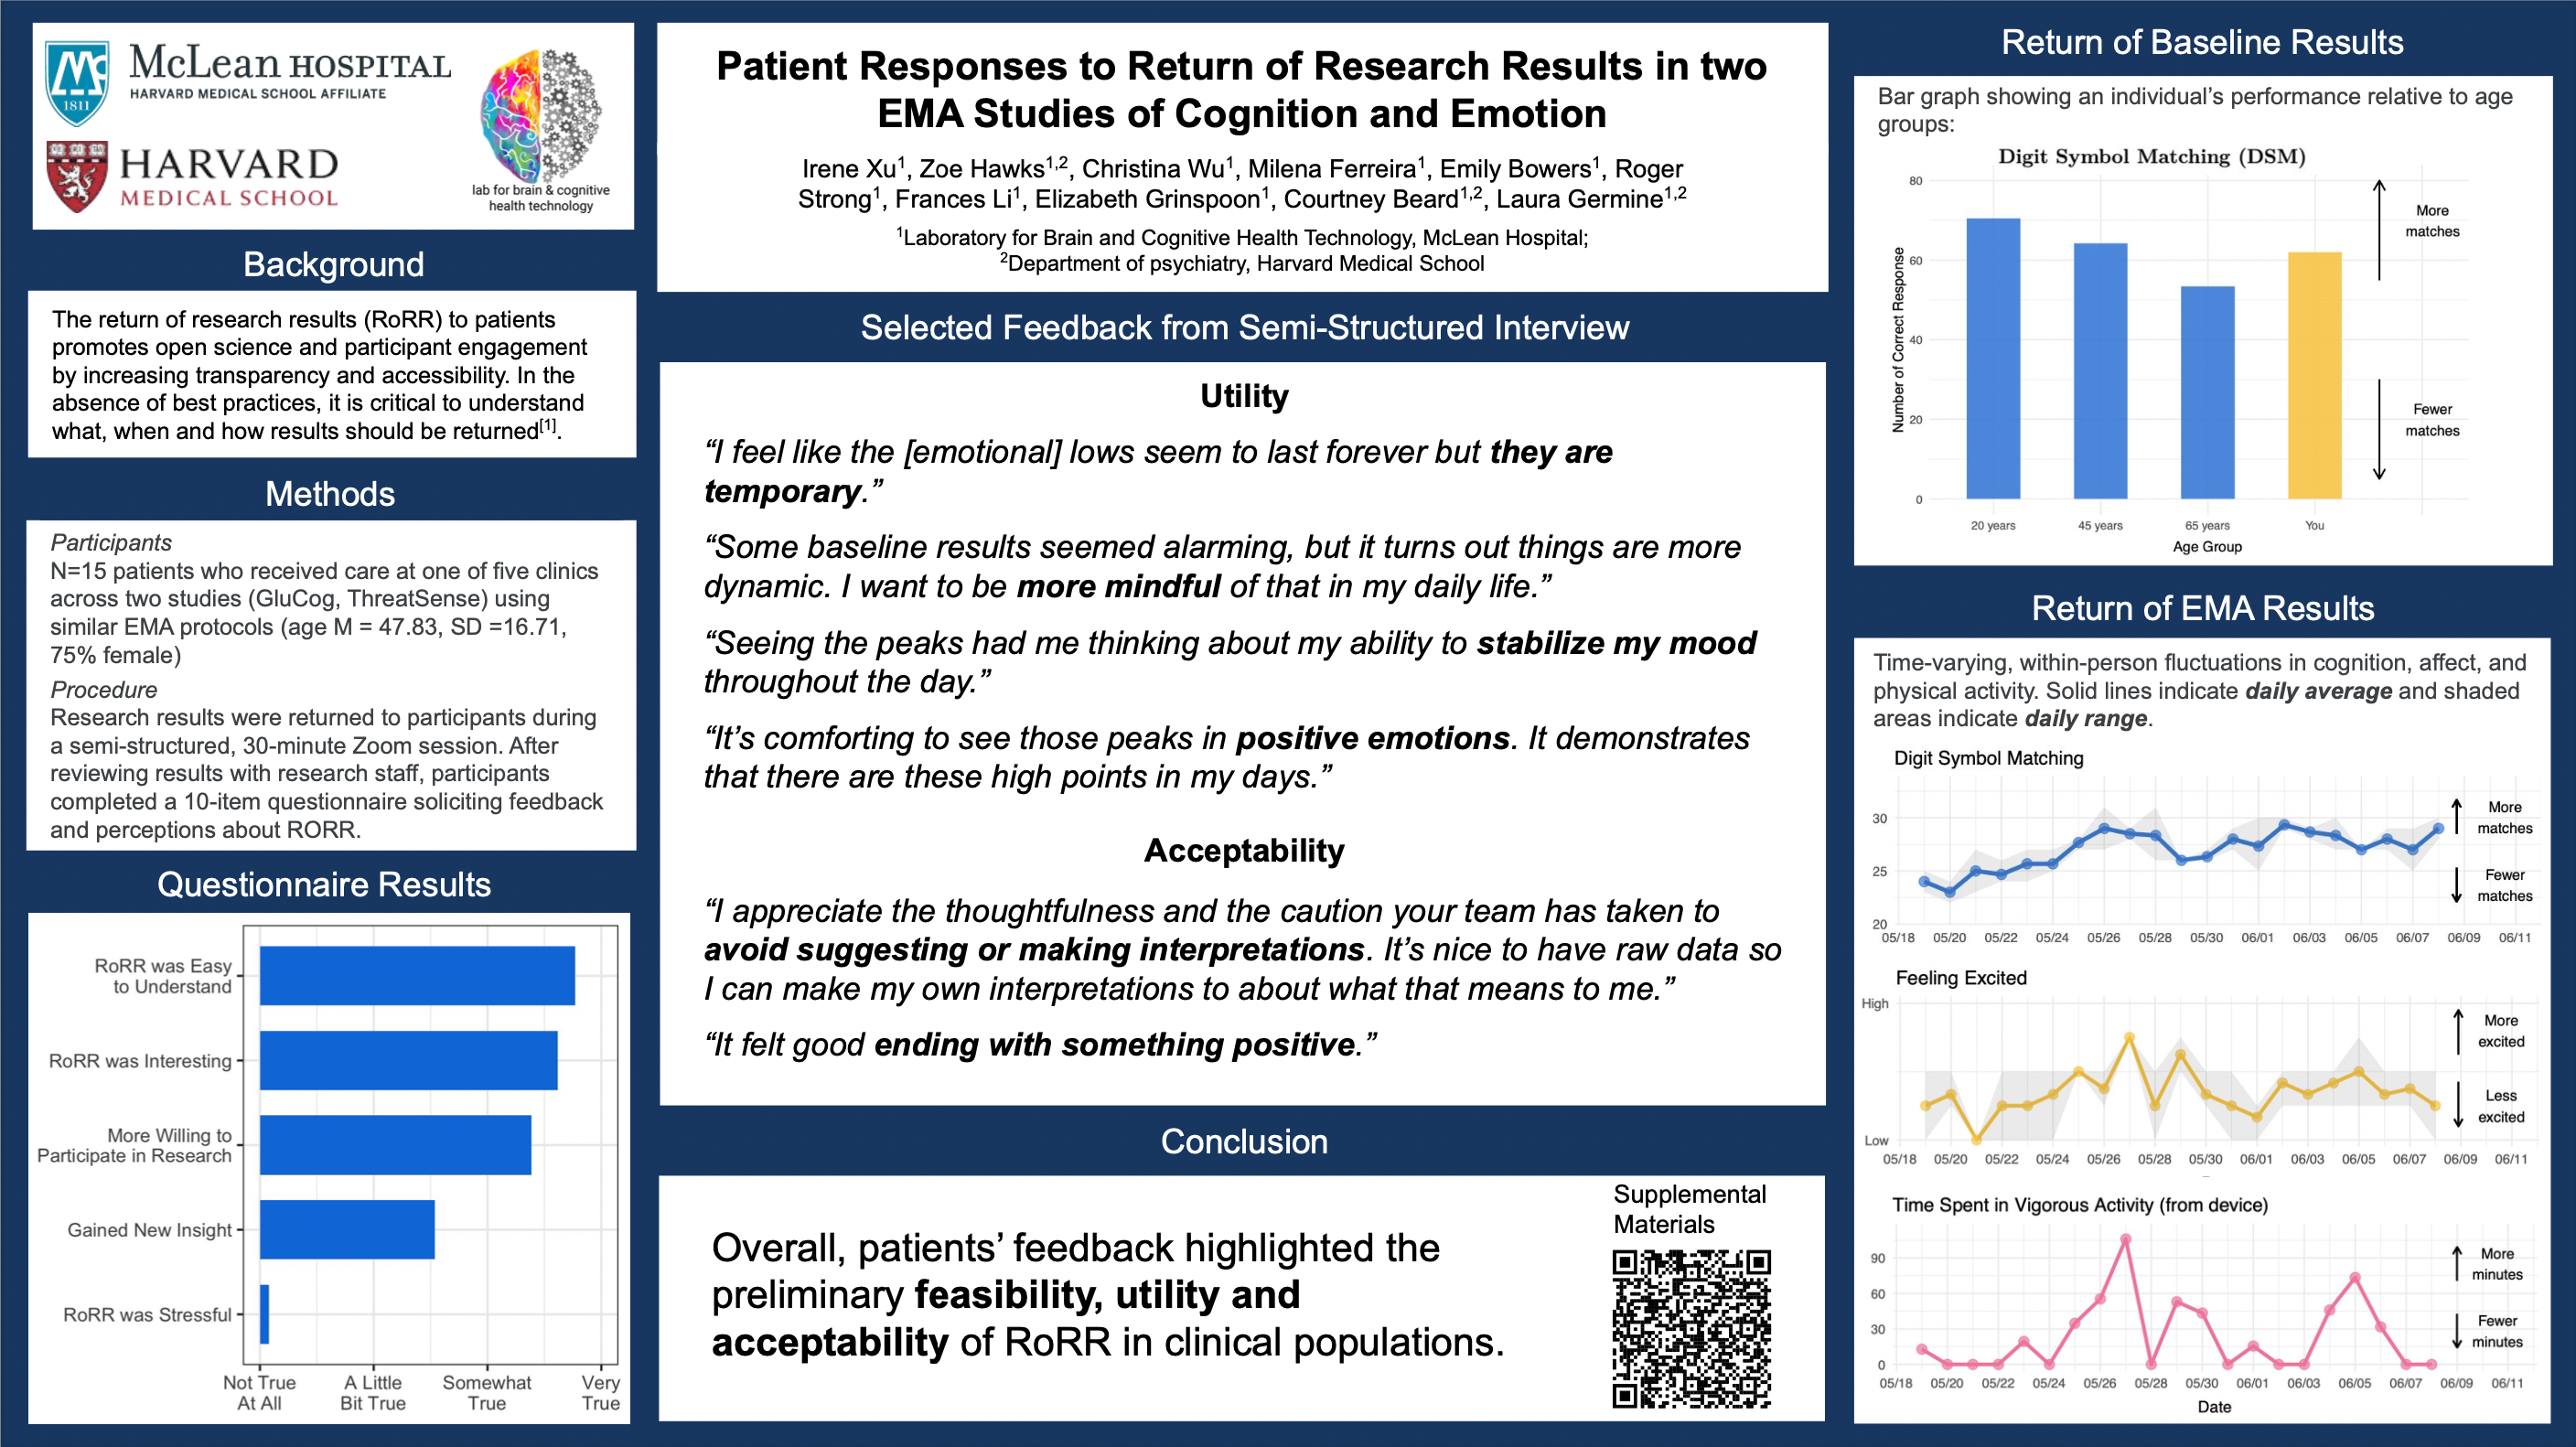 McLean HOSPITAL
HARVARD MEDICAL SCHOOL AFFILIATE
1811
HARVARD
MEDICAL SCHOOL
lab for brain & cognitive
health technology
Background
The return of research results (RoRR) to patients
promotes open science and participant engagement
by increasing transparency and accessibility. In the
absence of best practices, it is critical to understand
what, when and how results should be returned[1].
Methods
Participants
N=15 patients who received care at one of five clinics
across two studies (GluCog, ThreatSense) using
similar EMA protocols (age M = 47.83, SD =16.71,
75% female)
Procedure
Research results were returned to participants during
a semi-structured, 30-minute Zoom session. After
reviewing results with research staff, participants
completed a 10-item questionnaire soliciting feedback
and perceptions about RORR.
Questionnaire Results
RoRR was Easy
to Understand
RoRR was Interesting
More Willing to
Participate in Research
Gained New Insight
RoRR was Stressful
Not True A Little Somewhat Very
At All Bit True True True
Patient Responses to Return of Research Results in two
EMA Studies of Cognition and Emotion
Irene Xu1, Zoe Hawks1,2, Christina Wu1, Milena Ferreira1, Emily Bowers1, Roger
Strong1, Frances Li1, Elizabeth Grinspoon1, Courtney Beard1,2, Laura Germine1,2
1Laboratory for Brain and Cognitive Health Technology, McLean Hospital;
2Department of psychiatry, Harvard Medical School
Selected Feedback from Semi-Structured Interview
Utility
“I feel like the [emotional] lows seem to last forever but they are
temporary.”
“Some baseline results seemed alarming, but it turns out things are more
dynamic. I want to be more mindful of that in my daily life.”
“Seeing the peaks had me thinking about my ability to stabilize my mood
throughout the day.”
“It’s comforting to see those peaks in positive emotions. It demonstrates
that there are these high points in my days.”
Acceptability
“I appreciate the thoughtfulness and the caution your team has taken to
avoid suggesting or making interpretations. It’s nice to have raw data so
I can make my own interpretations to about what that means to me.”
“It felt good ending with something positive.”
Conclusion
Overall, patients’ feedback highlighted the
preliminary feasibility, utility and
acceptability of RoRR in clinical populations.
Supplemental
Materials
Return of Baseline Results
Bar graph showing an individual’s performance relative to age
groups:
Digit Symbol Matching (DSM)
Number of Correct Response
80
60
40
20
0
More
matches
Fewer
matches
20 years 45 years 65 years You
Age Group
Return of EMA Results
Time-varying, within-person fluctuations in cognition, affect, and
physical activity. Solid lines indicate daily average and shaded
areas indicate daily range.
Digit Symbol Matching
30
25
20
More
matches
Fewer
matches
05/18 05/20 05/22 05/24 05/26 05/28 05/30 06/01 06/03 06/05 06/07 06/09 06/11
Feeling Excited
High
Low
More
excited
Less
excited
05/18 05/20 05/22 05/24 05/26 05/28 05/30 06/01 06/03 06/05 06/07 06/09 06/11
Time Spent in Vigorous Activity (from device)
90
60
30
0
More
minutes
Fewer
minutes
05/18 05/20 05/22 05/24 05/26 05/28 05/30 06/01 06/03 06/05 06/07 06/09 06/11
Date